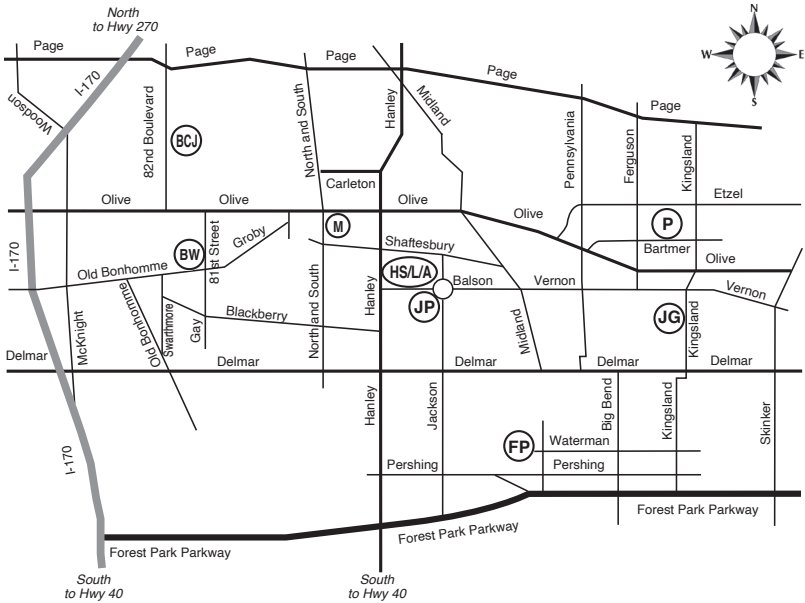 North
to Hwy 270
N
W
E
S
Page
Page
Page
Page
Page
I-170
Woodson
82nd Boulevard
BCJ
North and South
Hanley
Midland
Pennsylvania
Ferguson
Kingsland
Carleton
Etzel
Olive
Olive
Olive
Olive
M
P
Groby
Shaftesbury
Bartmer
BW
81st Street
I-170
Old Bonhomme
HS/L/A
Balson
Vernon
Olive
Vernon
JP
JG
Hanley
Blackberry
McKnight
Old Bonhomme
Swarthmore
Gay
North and South
Midland
Kingsland
Delmar
Delmar
Delmar
Delmar
Hanley
Jackson
Big Bend
Kingsland
Skinker
FP
Waterman
I-170
Pershing
Pershing
Forest Park Parkway
Forest Park Parkway
Forest Park Parkway
South
to Hwy 40
South
to Hwy 40